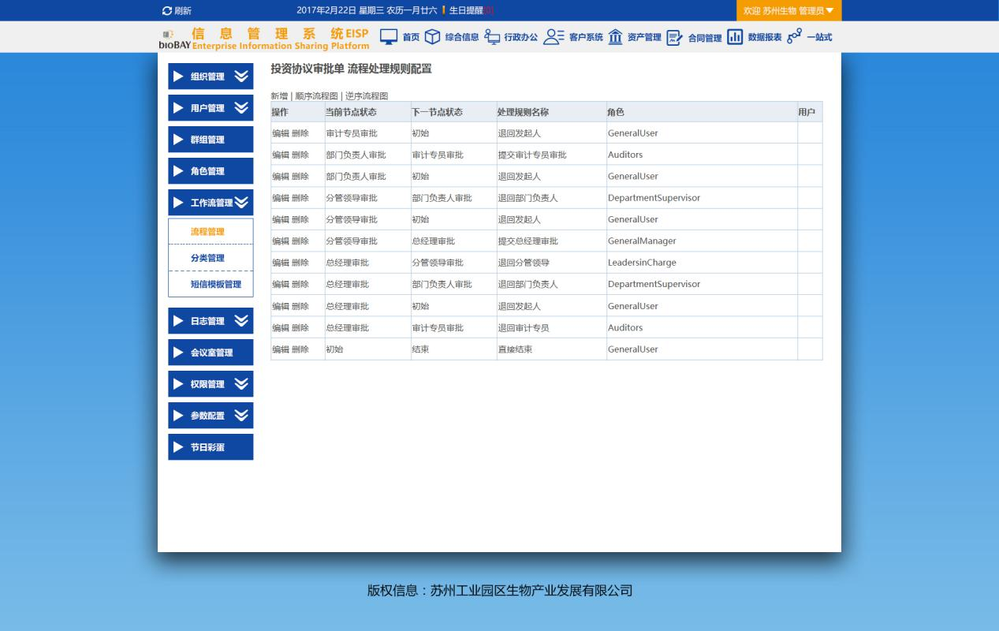 刷新 2017年2月22日 星期三 农历一月廿六 生日提醒[0] 欢迎 苏州生物 管理员
bioBAY 信息管理系统EISP
Enterprise Information Sharing Platform
首页 综合信息 行政办公 客户系统 资产管理 合同管理 数据报表 一站式
组织管理
用户管理
群组管理
角色管理
工作流管理
流程管理
分类管理
短信模板管理
日志管理
会议室管理
权限管理
参数配置
节日彩蛋
投资协议审批单 流程处理规则配置
新增 | 顺序流程图 | 逆序流程图
操作 当前节点状态 下一节点状态 处理规则名称 角色 用户
编辑 删除 审计专员审批 初始 退回发起人 GeneralUser
编辑 删除 部门负责人审批 审计专员审批 提交审计专员审批 Auditors
编辑 删除 部门负责人审批 初始 退回发起人 GeneralUser
编辑 删除 分管领导审批 部门负责人审批 退回部门负责人 DepartmentSupervisor
编辑 删除 分管领导审批 初始 退回发起人 GeneralUser
编辑 删除 分管领导审批 总经理审批 提交总经理审批 GeneralManager
编辑 删除 总经理审批 分管领导审批 退回分管领导 LeadersinCharge
编辑 删除 总经理审批 部门负责人审批 退回部门负责人 DepartmentSupervisor
编辑 删除 总经理审批 初始 退回发起人 GeneralUser
编辑 删除 总经理审批 审计专员审批 退回审计专员 Auditors
编辑 删除 初始 结束 直接结束 GeneralUser
版权信息：苏州工业园区生物产业发展有限公司